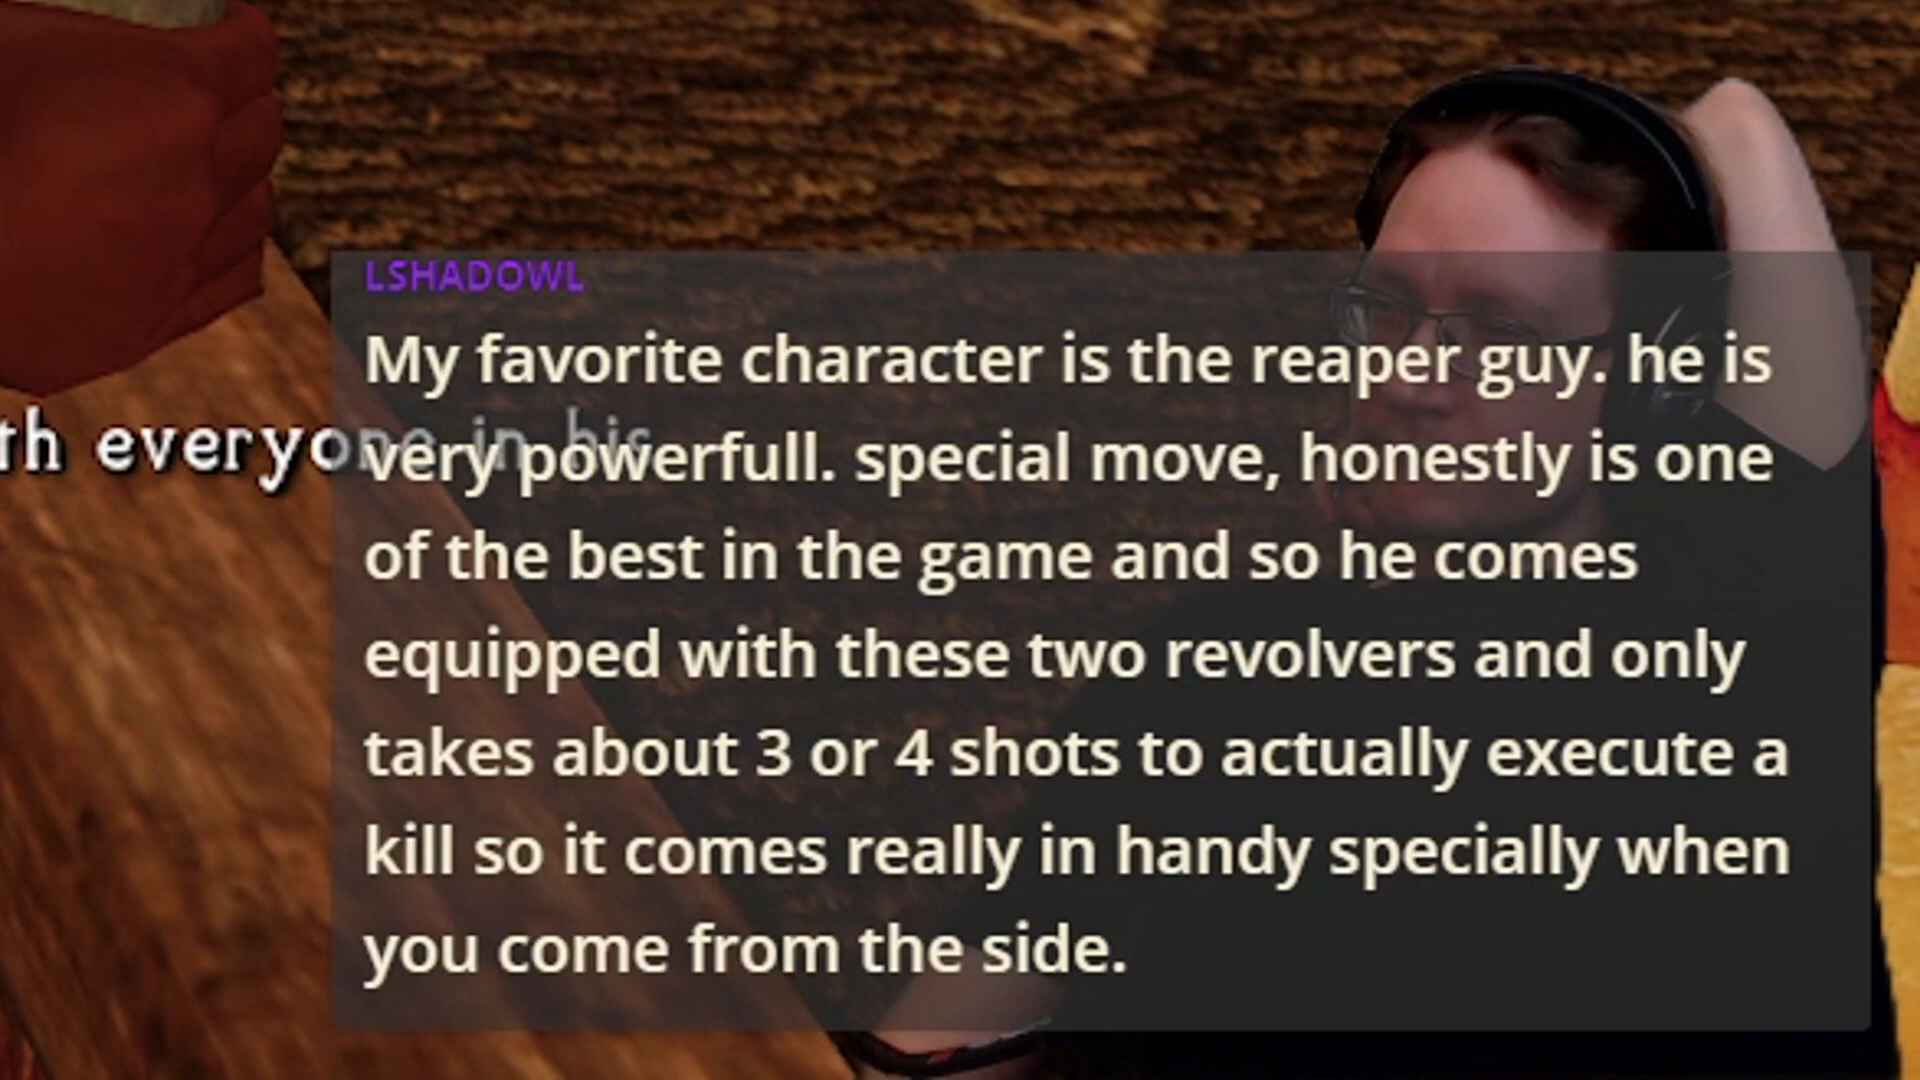 LSHADOWL
My favorite character is the reaper guy. he is
th everyone in his
very powerfull. special move, honestly is one
of the best in the game and so he comes
equipped with these two revolvers and only
takes about 3 or 4 shots to actually execute a
kill so it comes really in handy specially when
you come from the side.